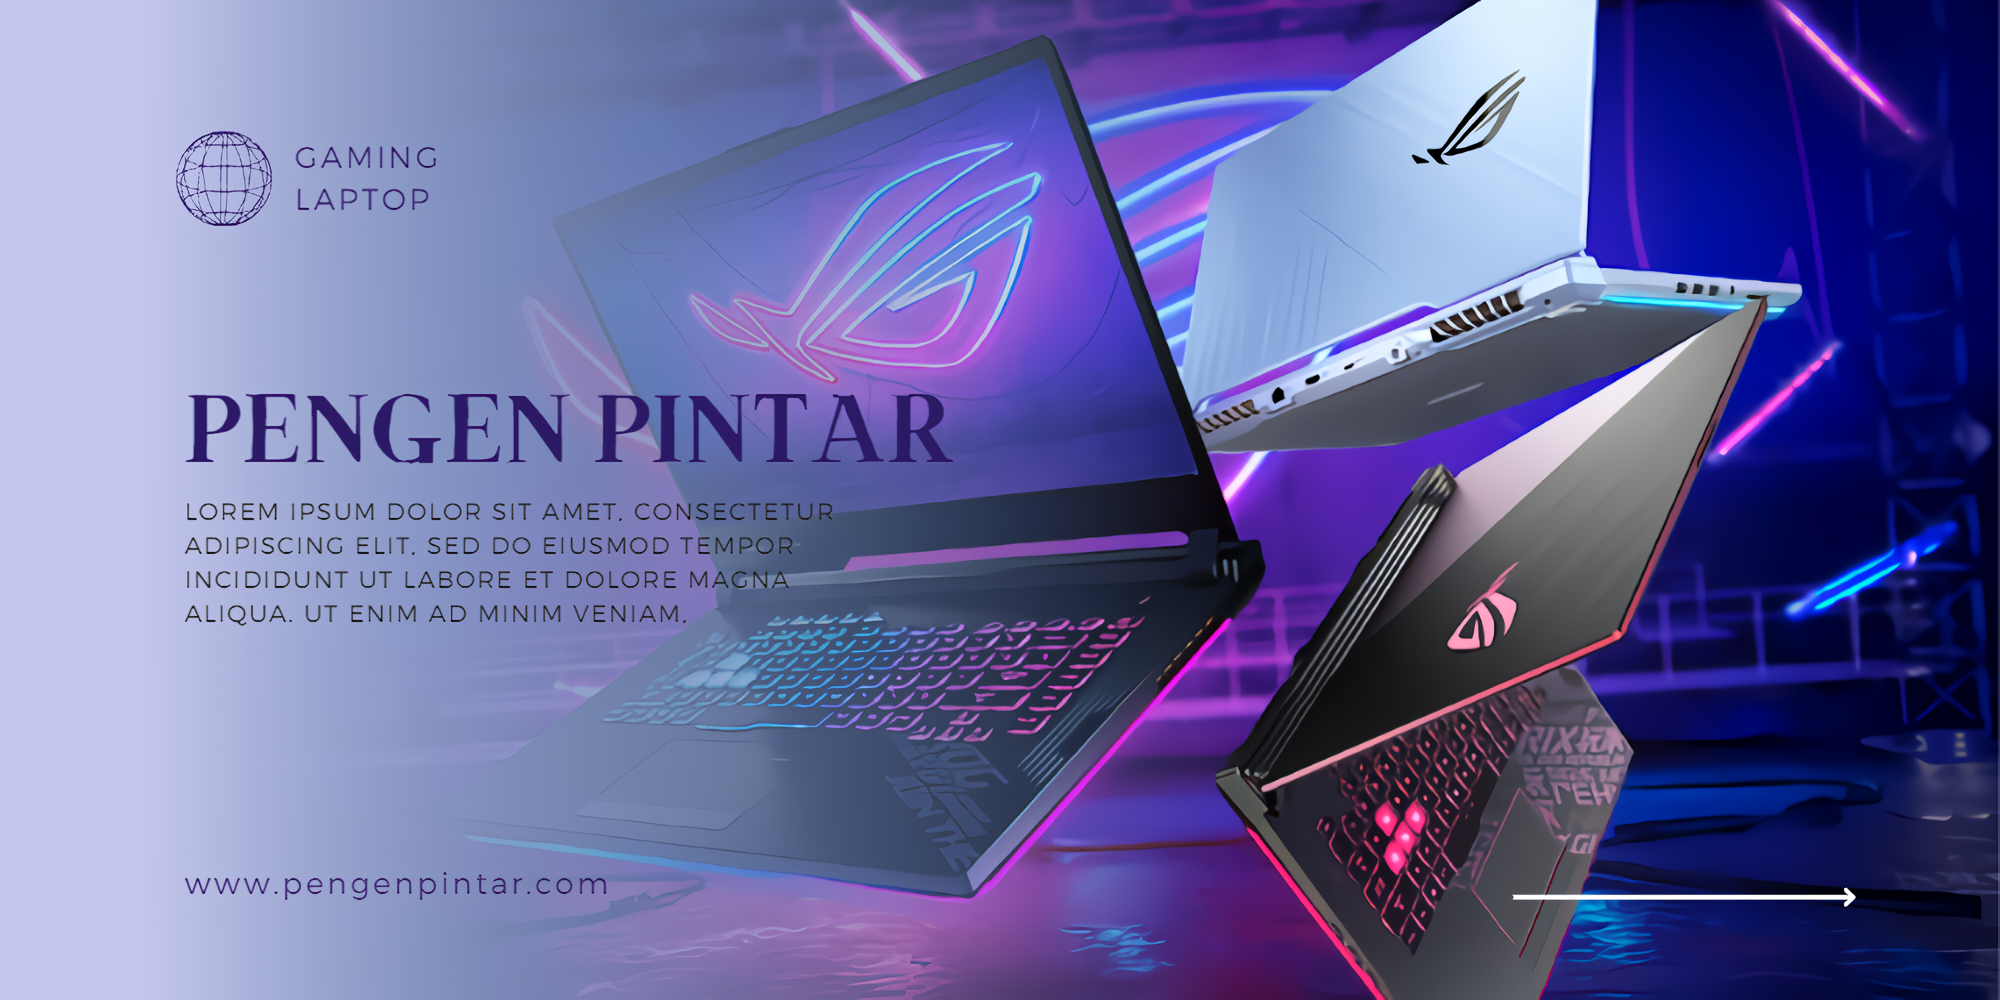 GAMING
LAPTOP
PENGEN PINTAR
LOREM IPSUM DOLOR SIT AMET, CONSECTETUR
ADIPISCING ELIT, SED DO EIUSMOD TEMPOR
INCIDIDUNT UT LABORE ET DOLORE MAGNA
ALIQUA. UT ENIM AD MINIM VENIAM,
www.pengenpintar.com